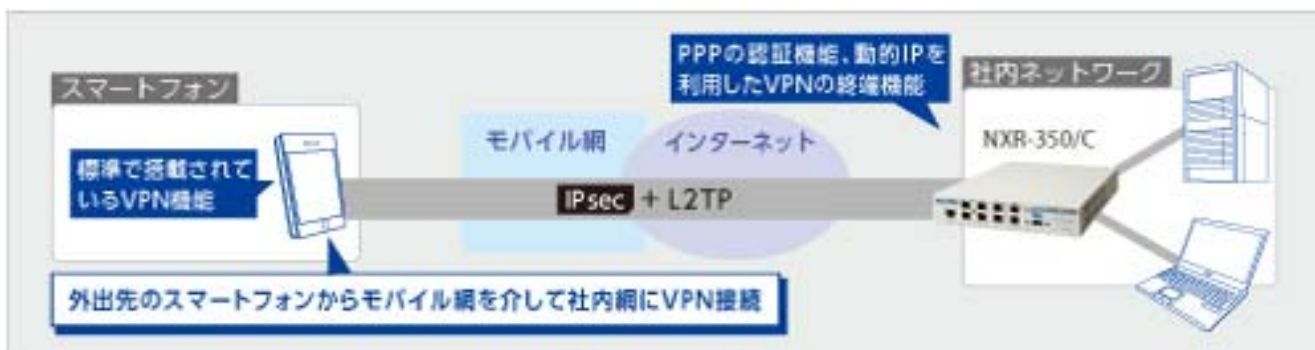 スマートフォン
標準で搭載されて
いるVPN機能
外出先のスマートフォンからモバイル網を介して社内網にVPN接続
モバイル網
インターネット
IPsec + L2TP
PPPの認証機能、動的IPを
利用したVPNの終端機能
社内ネットワーク
NXR-350/C